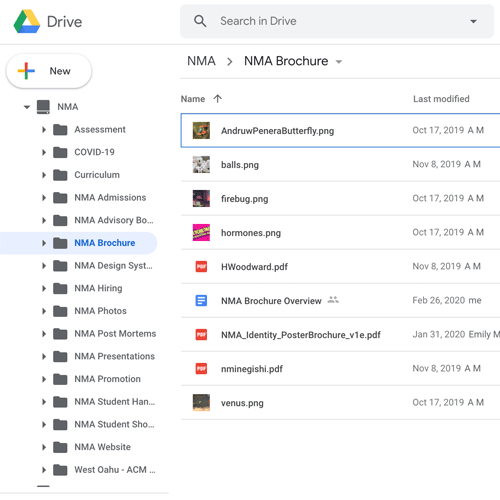 Drive
Search in Drive
New
NMA
Assessment
COVID-19
Curriculum
NMA Admissions
NMA Advisory Bo...
NMA Brochure
NMA Design Syst...
NMA Hiring
NMA Photos
NMA Post Mortems
NMA Presentations
NMA Promotion
NMA Student Han...
NMA Student Sho...
NMA Website
West Oahu - ACM ...
NMA > NMA Brochure
Name Last modified
AndruwPeneraButterfly.png Oct 17, 2019 A M
balls.png Nov 8, 2019 A M
firebug.png Oct 17, 2019 A M
hormones.png Oct 17, 2019 A M
PDF HWoodward.pdf Nov 8, 2019 A M
NMA Brochure Overview Feb 26, 2020 me
PDF NMA_Identity_PosterBrochure_v1e.pdf Jan 31, 2020 Emily M
PDF nminegishi.pdf Nov 8, 2019 A M
venus.png Oct 17, 2019 A M